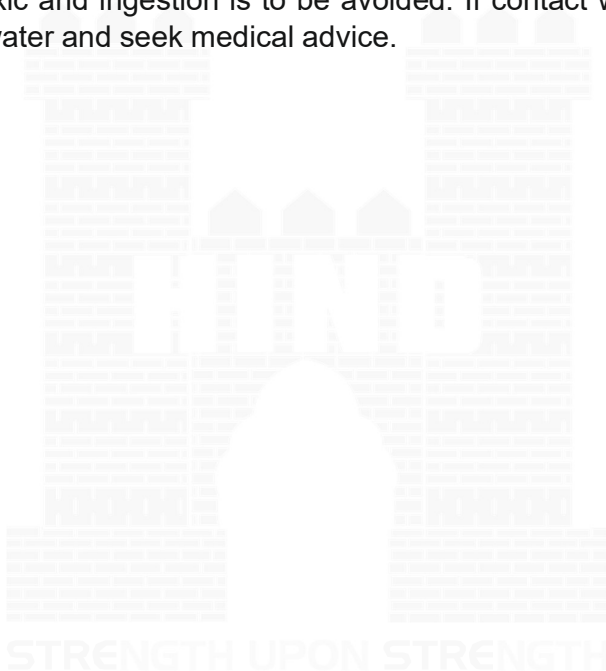 xic and ingestion is to be avoided. If contact w
water and seek medical advice.
HIND
STRENGTH UPON STRENGTH